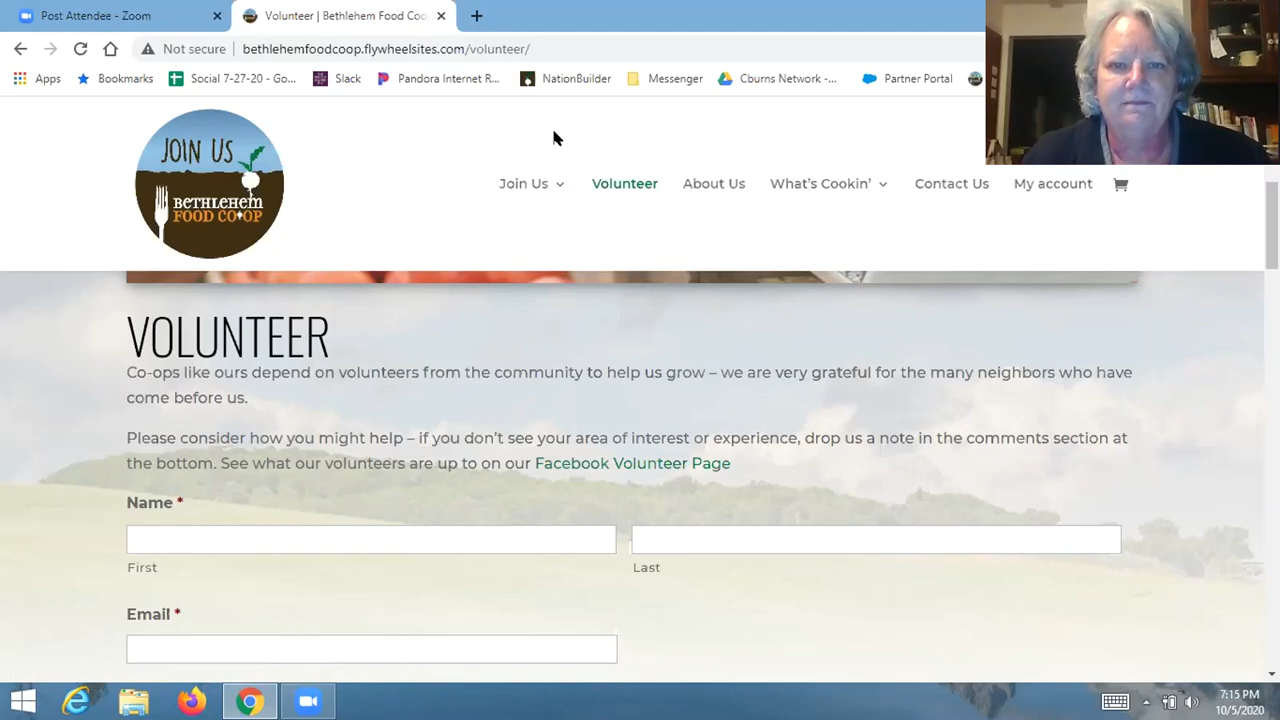 Post Attendee - Zoom
Volunteer | Bethlehem Food Coo
Not secure bethlehemfoodcoop.flywheelsites.com/volunteer/
Apps Bookmarks Social 7-27-20 - Go... Slack Pandora Internet R... NationBuilder Messenger Cburns Network -... Partner Portal
JOIN US
BETHLEHEM
FOOD CO-OP
Join Us Volunteer About Us What's Cookin' Contact Us My account
VOLUNTEER
Co-ops like ours depend on volunteers from the community to help us grow – we are very grateful for the many neighbors who have
come before us.
Please consider how you might help – if you don't see your area of interest or experience, drop us a note in the comments section at
the bottom. See what our volunteers are up to on our Facebook Volunteer Page
Name *
First Last
Email *
7:15 PM
10/5/2020